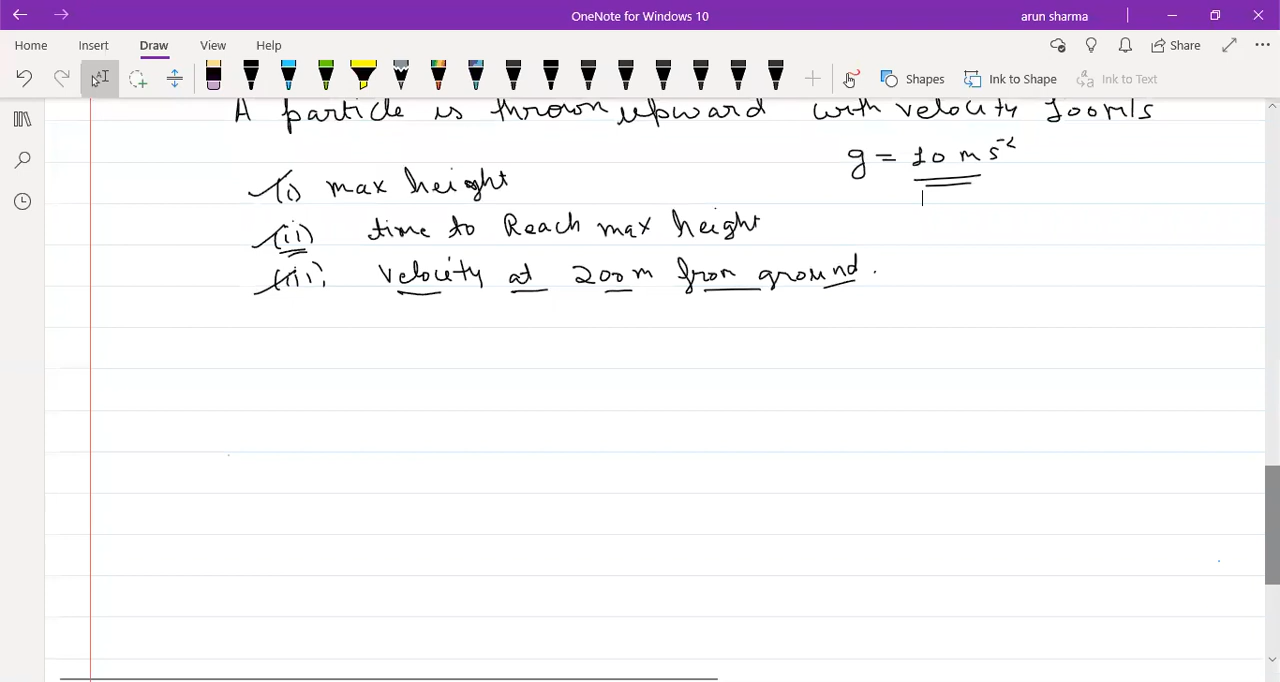 OneNote for Windows 10
arun sharma
Home Insert Draw View Help
Share
Shapes Ink to Shape Ink to Text
A particle is thrown upward with velocity 100m/s
g = 10 m s⁻²
(i) max height
(ii) time to Reach max height
(iii) velocity at 200m from ground.